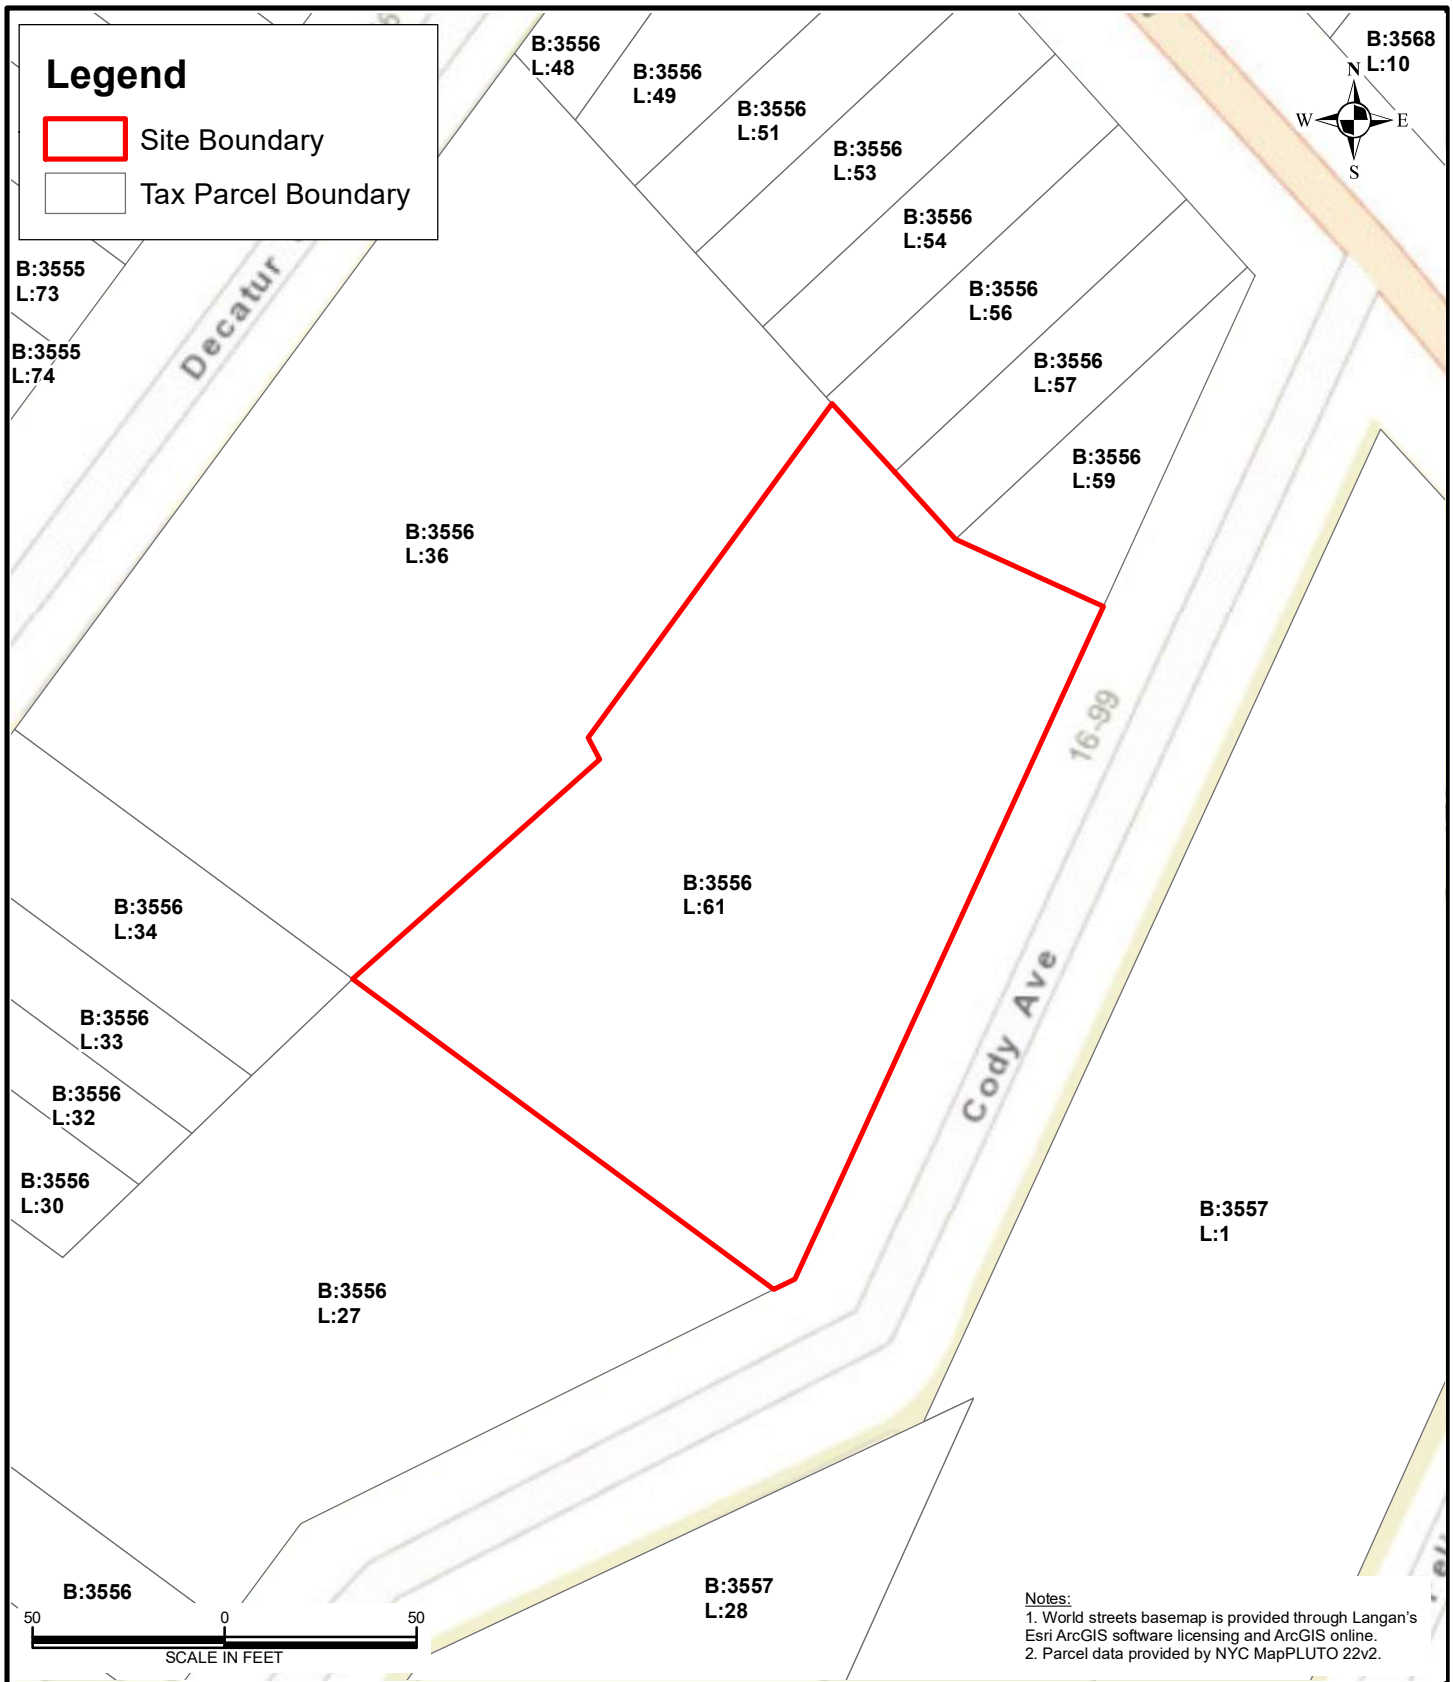 Legend
Site Boundary
Tax Parcel Boundary
B:3556
L:48
B:3556
L:49
B:3556
L:51
B:3556
L:53
B:3556
L:54
B:3556
L:56
B:3556
L:57
B:3556
L:59
B:3568
L:10
N
W
E
S
B:3555
L:73
B:3555
L:74
Decatur
B:3556
L:36
16-99
B:3556
L:61
B:3556
L:34
B:3556
L:33
B:3556
L:32
B:3556
L:30
Cody Ave
B:3557
L:1
B:3556
L:27
B:3556
B:3557
L:28
50
0
50
SCALE IN FEET
Notes:
1. World streets basemap is provided through Langan's
Esri ArcGIS software licensing and ArcGIS online.
2. Parcel data provided by NYC MapPLUTO 22v2.